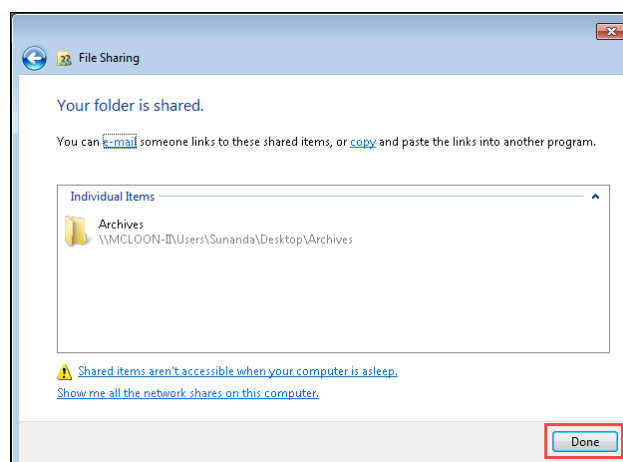 File Sharing
Your folder is shared.
You can e-mail someone links to these shared items, or copy and paste the links into another program.
Individual Items
Archives
\\MCLOON-II\Users\Sunanda\Desktop\Archives
Shared items aren't accessible when your computer is asleep.
Show me all the network shares on this computer.
Done